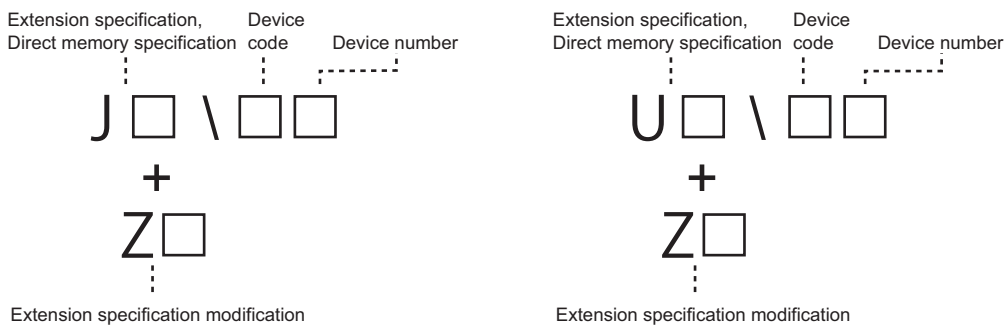 Extension specification,
Direct memory specification
Device
code
Device number
J□ \ □□
+
Z□
Extension specification modification
Extension specification,
Direct memory specification
Device
code
Device number
U□ \ □□
+
Z□
Extension specification modification